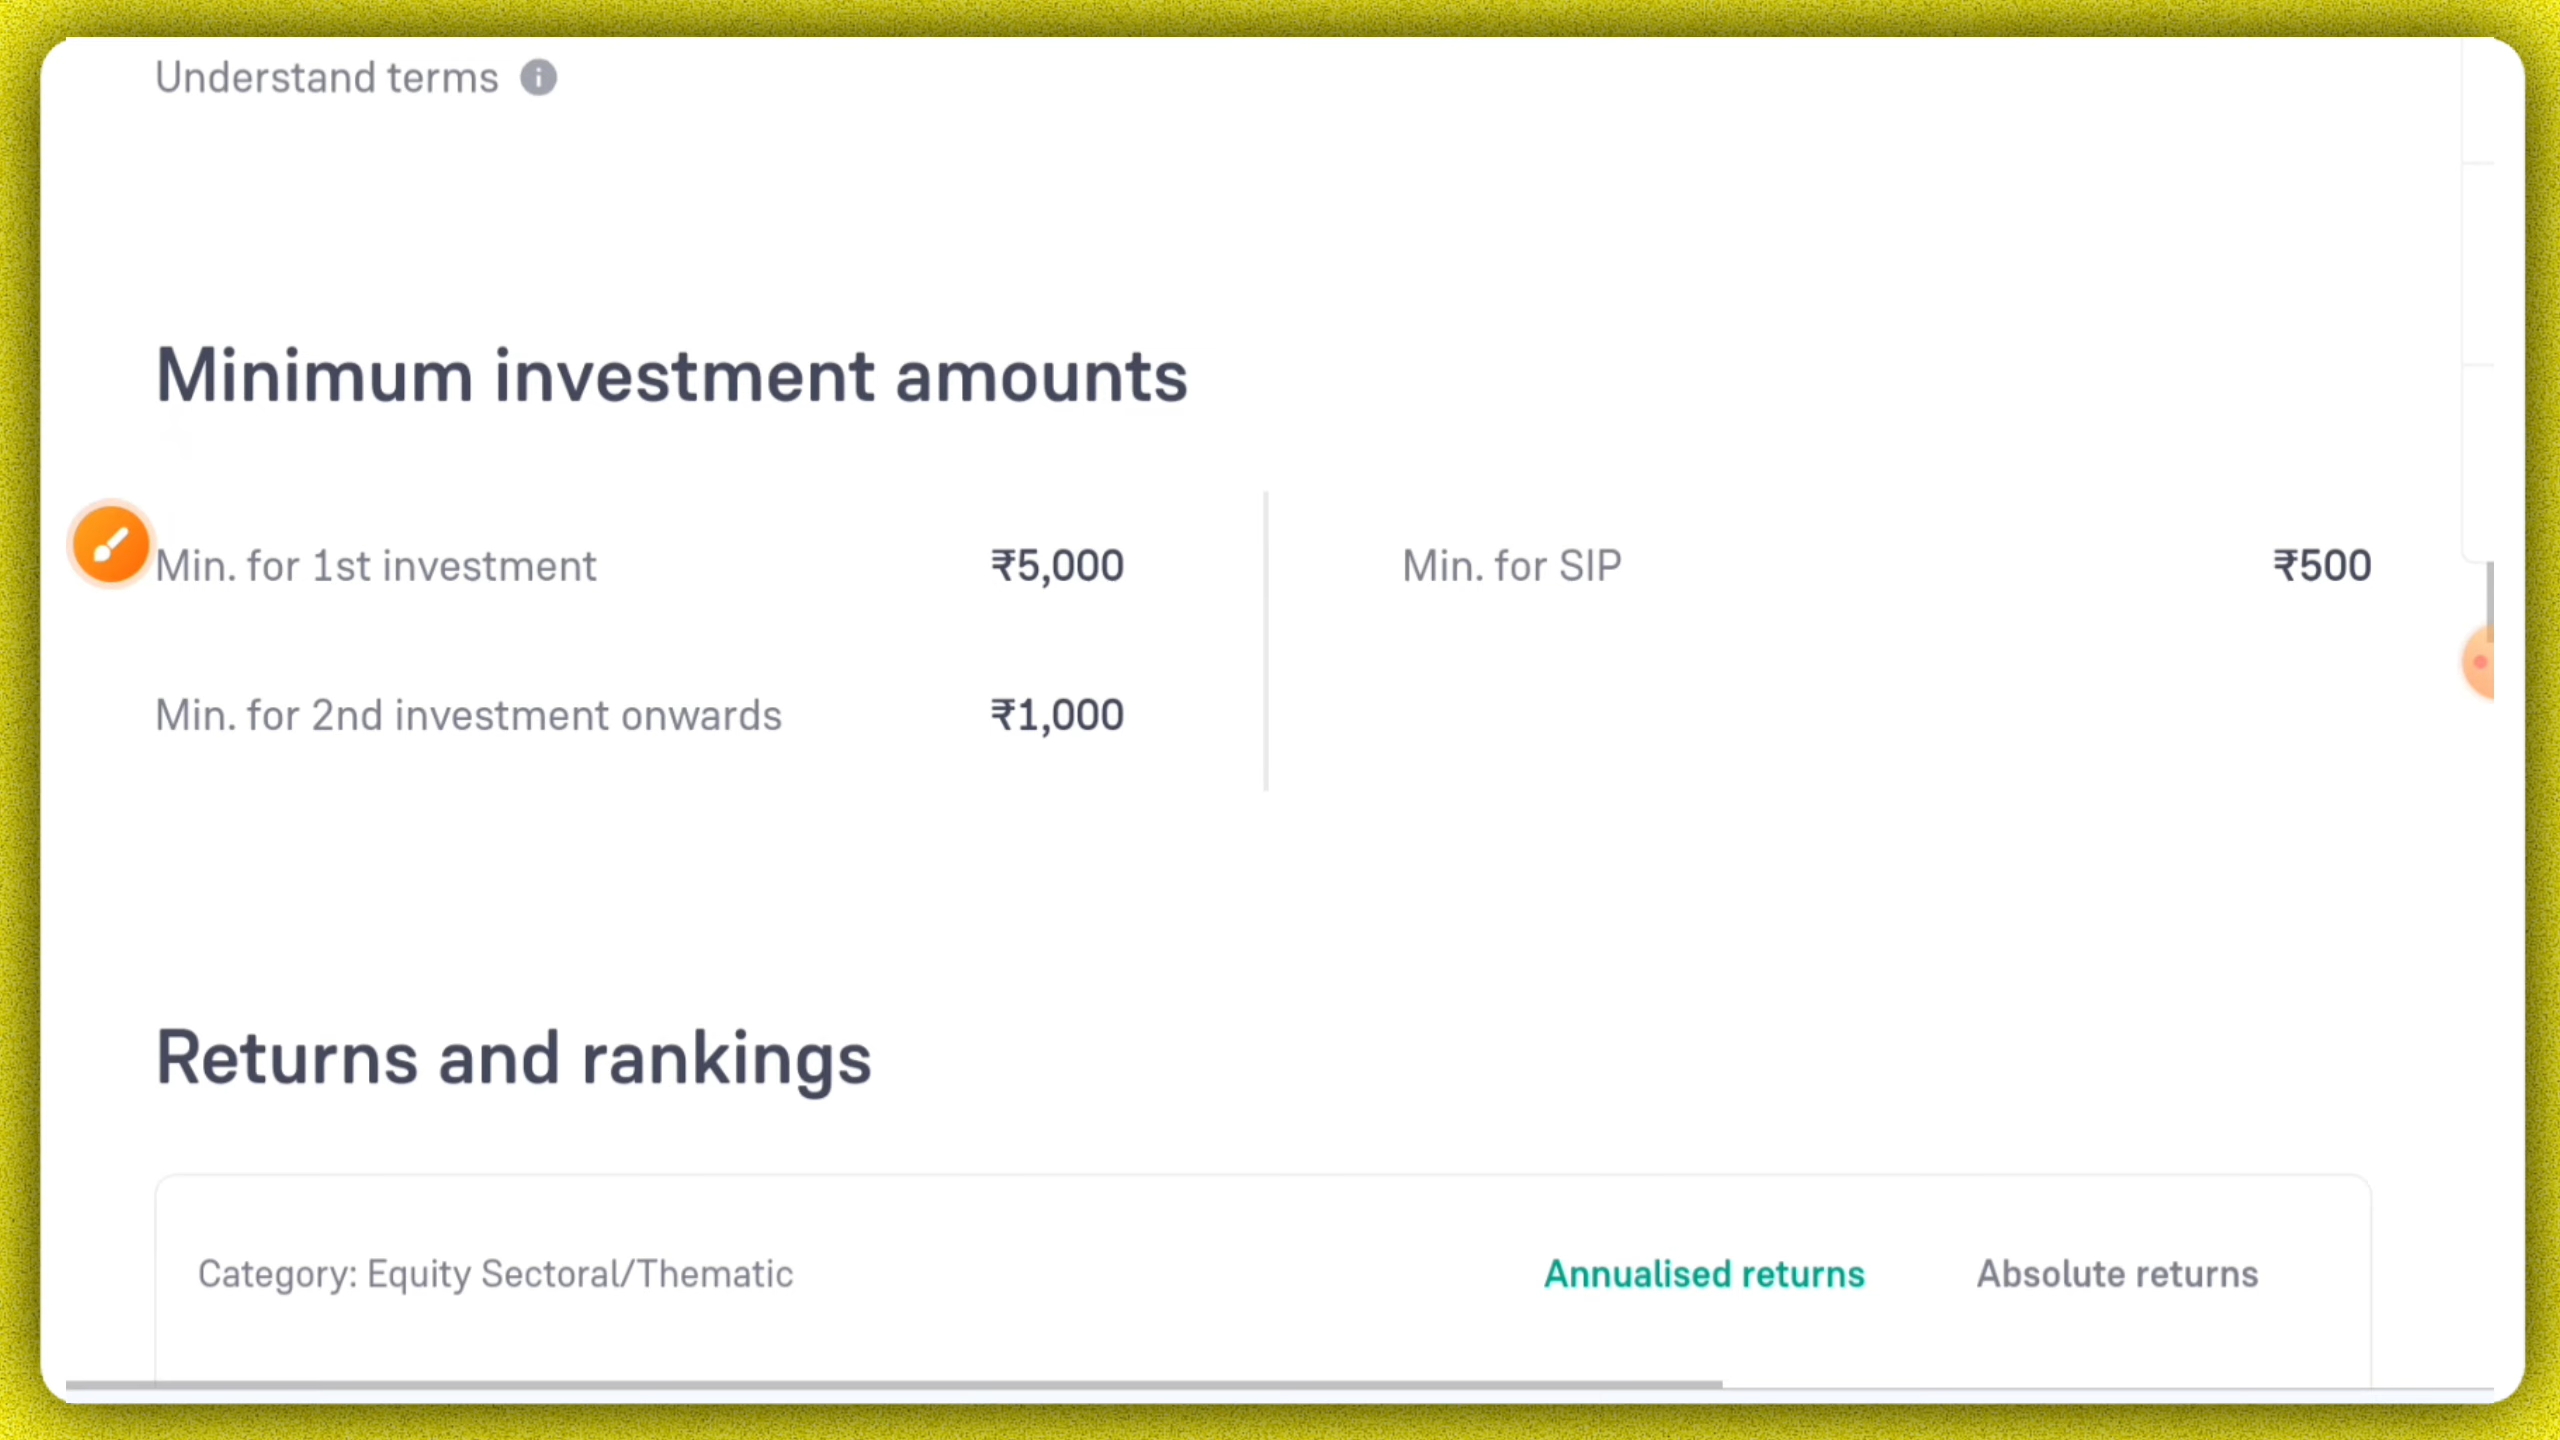 Understand terms
Minimum investment amounts
Min. for 1st investment ₹5,000
Min. for SIP ₹500
Min. for 2nd investment onwards ₹1,000
Returns and rankings
Category: Equity Sectoral/Thematic Annualised returns Absolute returns